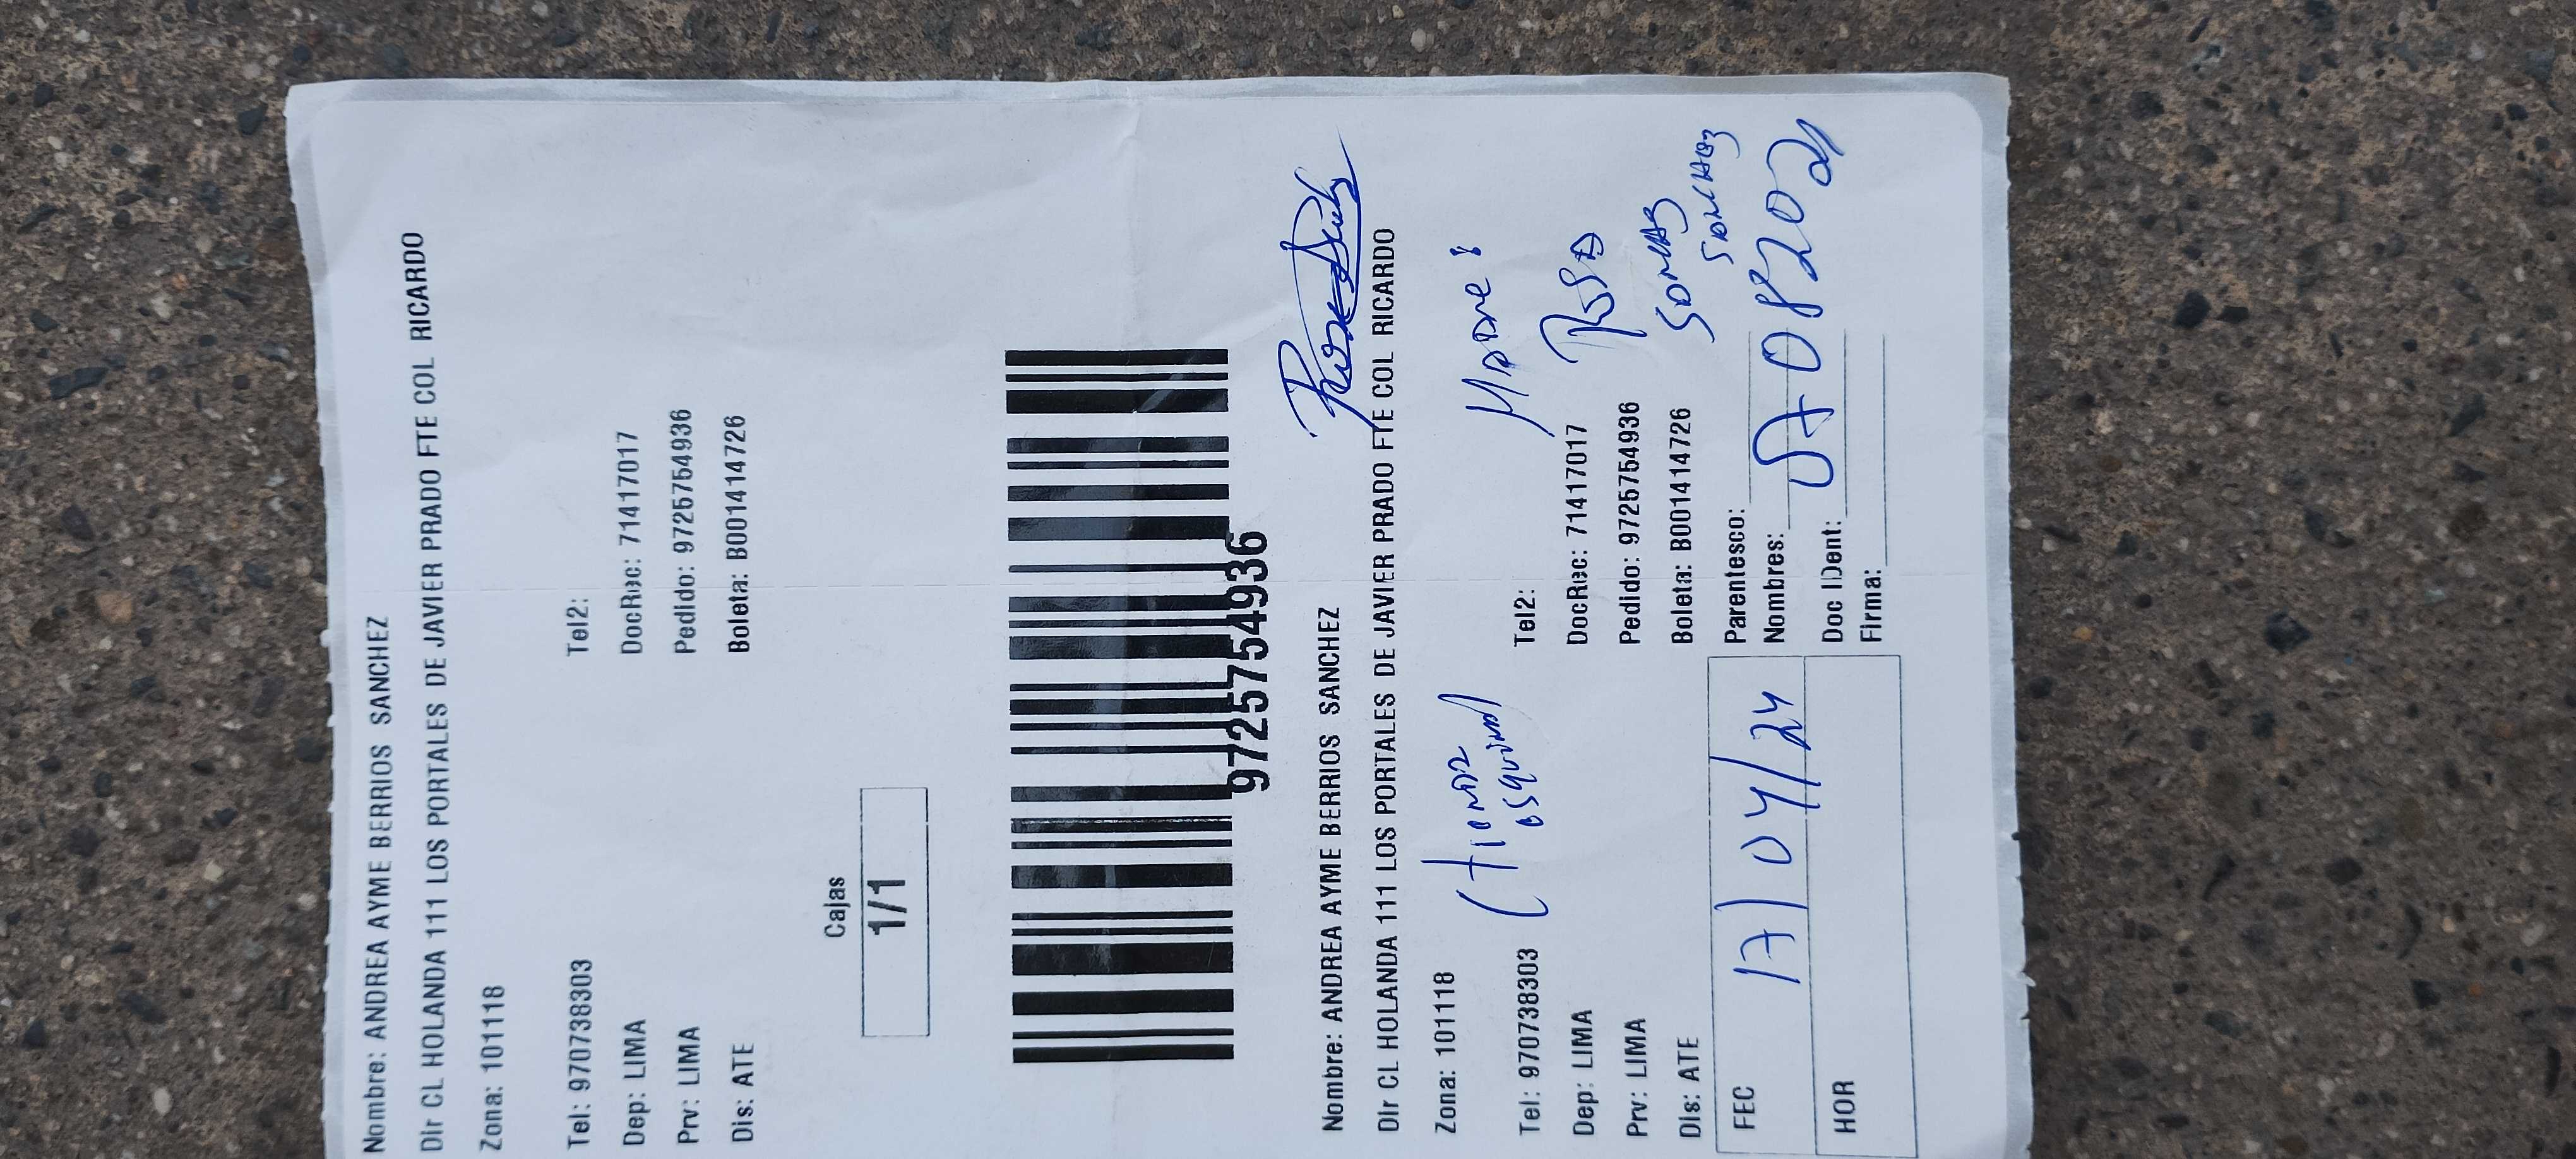 Nombre: ANDREA AYME BERRIOS SANCHEZ
Dir CL HOLANDA 111 LOS PORTALES DE JAVIER PRADO FTE COL RICARDO
Zona: 101118
Tel: 970738303 Tel2:
Dep: LIMA DocRec: 71417017
Prv: LIMA Pedido: 9725754936
Dis: ATE Boleta: B001414726
Cajas
1/1
9725754936
Nombre: ANDREA AYME BERRIOS SANCHEZ
Dir CL HOLANDA 111 LOS PORTALES DE JAVIER PRADO FTE COL RICARDO
Zona: 101118
Tel: 970738303 Tel2:
Dep: LIMA DocRec: 71417017
Prv: LIMA Pedido: 9725754936
Dis: ATE Boleta: B001414726
Madre:
Rosa
Sanchez
FEC 17/04/24 Parentesco:
Nombres:
HOR Doc IDent:
Firma: